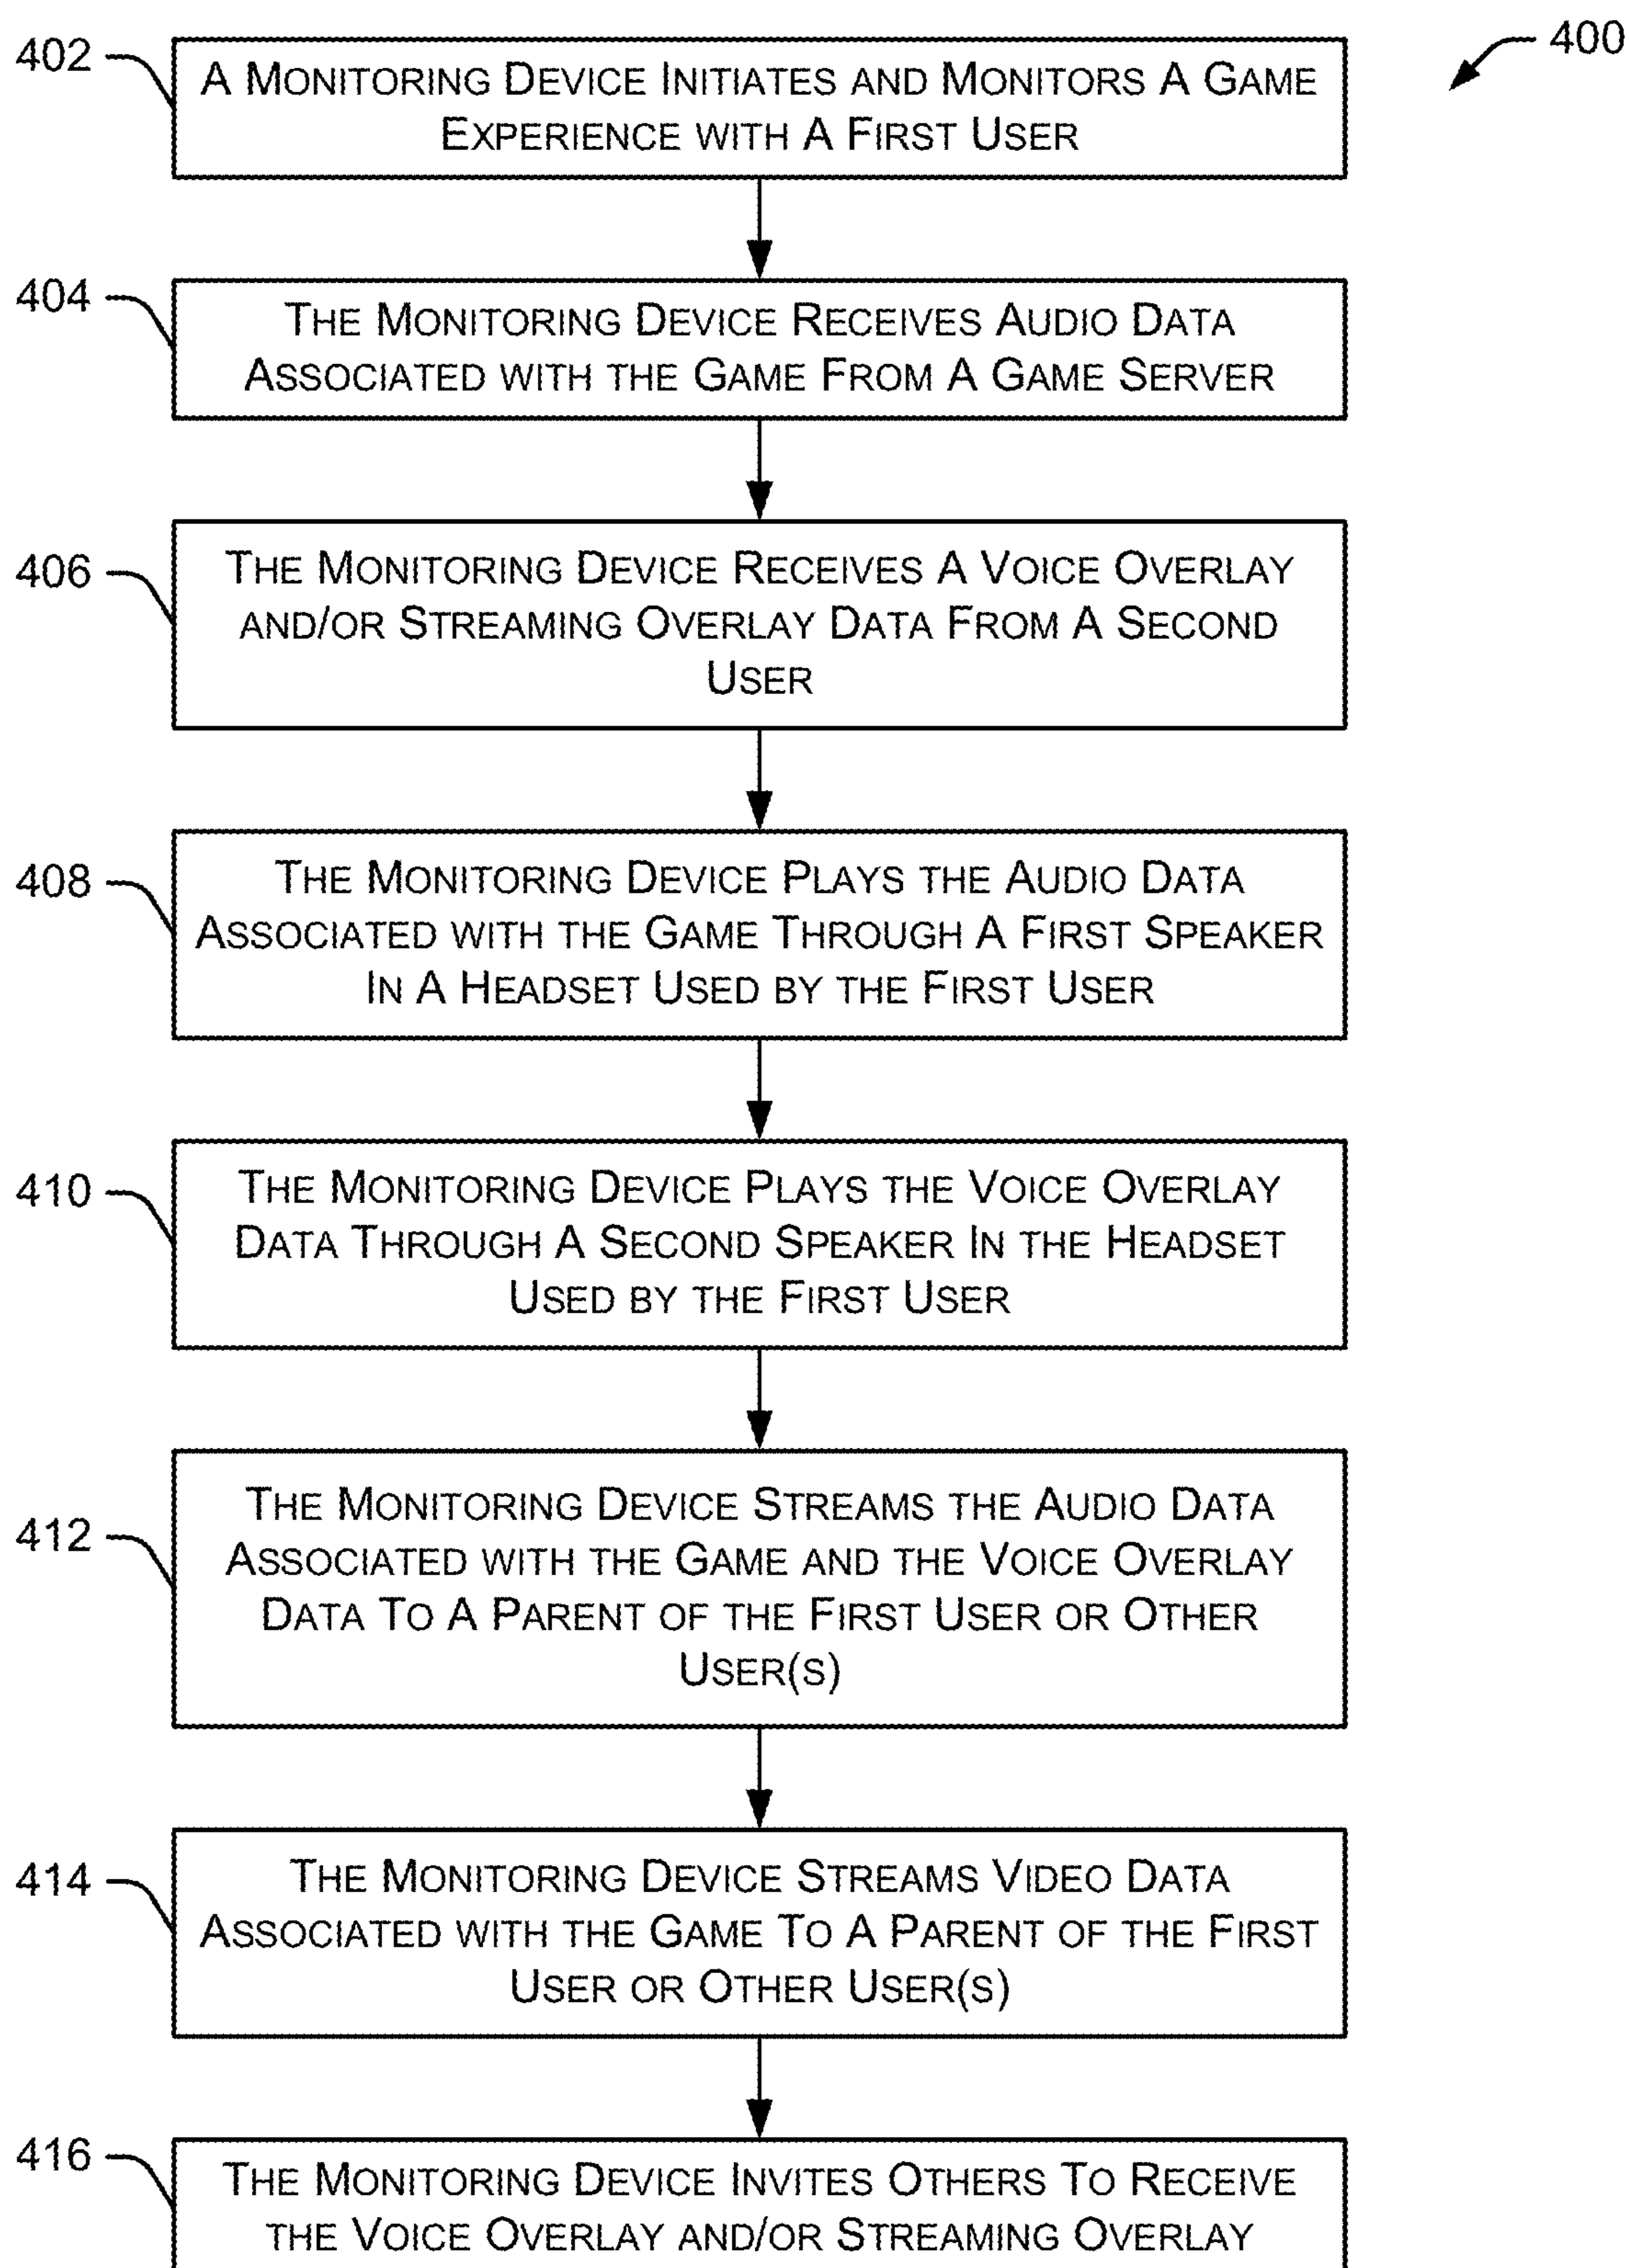 400
402
A MONITORING DEVICE INITIATES AND MONITORS A GAME
EXPERIENCE WITH A FIRST USER
404
THE MONITORING DEVICE RECEIVES AUDIO DATA
ASSOCIATED WITH THE GAME FROM A GAME SERVER
406
THE MONITORING DEVICE RECEIVES A VOICE OVERLAY
AND/OR STREAMING OVERLAY DATA FROM A SECOND
USER
408
THE MONITORING DEVICE PLAYS THE AUDIO DATA
ASSOCIATED WITH THE GAME THROUGH A FIRST SPEAKER
IN A HEADSET USED BY THE FIRST USER
410
THE MONITORING DEVICE PLAYS THE VOICE OVERLAY
DATA THROUGH A SECOND SPEAKER IN THE HEADSET
USED BY THE FIRST USER
412
THE MONITORING DEVICE STREAMS THE AUDIO DATA
ASSOCIATED WITH THE GAME AND THE VOICE OVERLAY
DATA TO A PARENT OF THE FIRST USER OR OTHER
USER(S)
414
THE MONITORING DEVICE STREAMS VIDEO DATA
ASSOCIATED WITH THE GAME TO A PARENT OF THE FIRST
USER OR OTHER USER(S)
416
THE MONITORING DEVICE INVITES OTHERS TO RECEIVE
THE VOICE OVERLAY AND/OR STREAMING OVERLAY